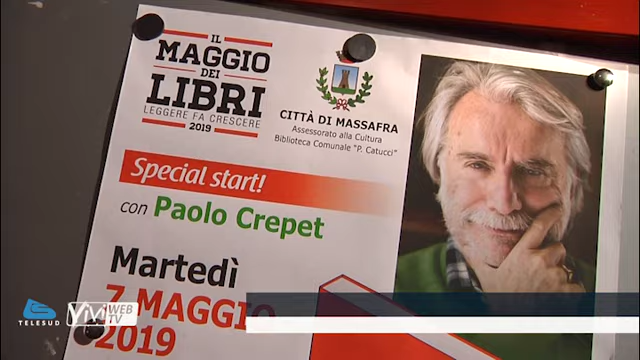 IL
MAGGIO
DEI
LIBRI
LEGGERE FA CRESCERE
2019
CITTÀ DI MASSAFRA
Assessorato alla Cultura
Biblioteca Comunale "P. Catucci"
Special start!
con Paolo Crepet
Martedì
7 MAGGIO
2019
TELESUD
ViVi WEB TV